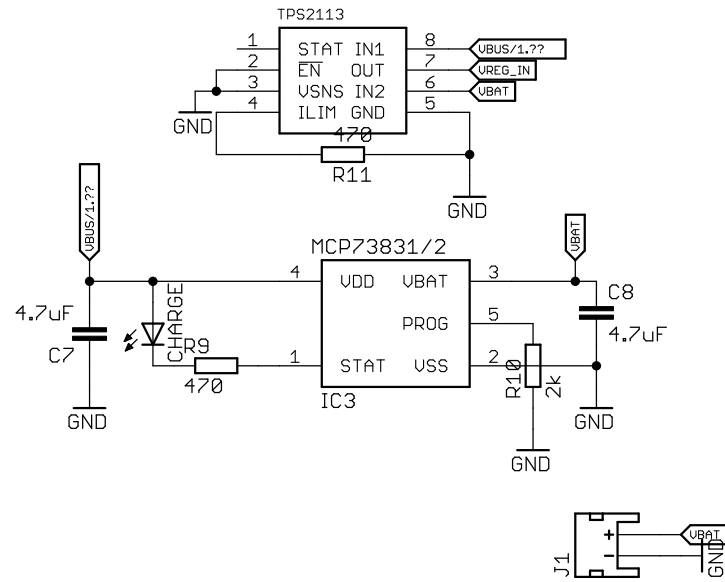 TPS2113
1 STAT IN1 8 VBUS/1.??
2 EN OUT 7 VREG_IN
3 VSNS IN2 6 VBAT
4 ILIM GND 5
GND
470
R11
GND
VBUS/1.??
VBAT
MCP73831/2
4 VDD VBAT 3
C8
4.7uF
CHARGE
PROG 5
4.7uF
C7
R9
1 STAT VSS 2
R10
2k
470
IC3
GND
GND
GND
J1
+ VBAT
- GND